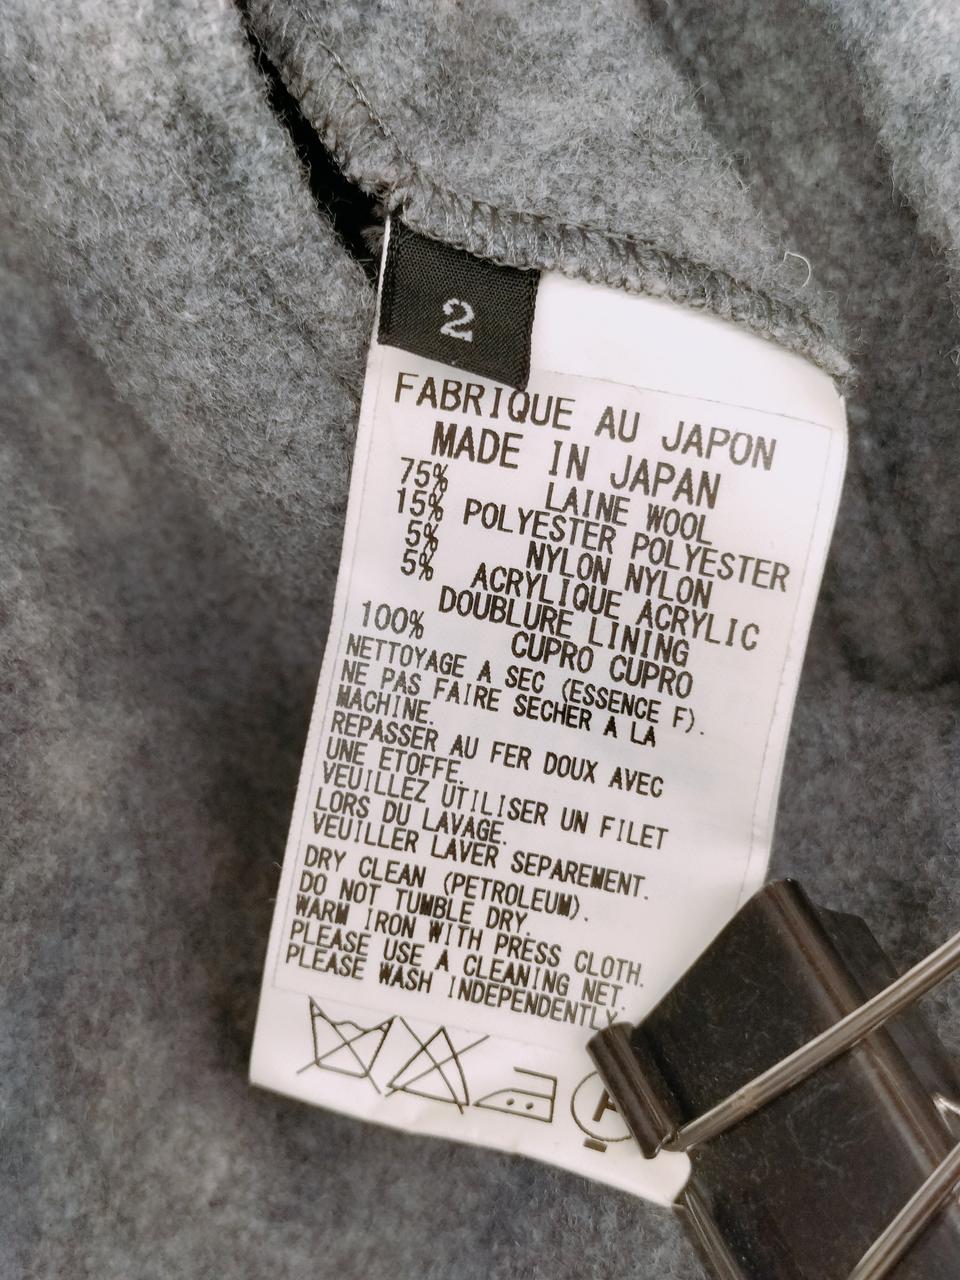 2
FABRIQUE AU JAPON
MADE IN JAPAN
75% LAINE WOOL
15% POLYESTER POLYESTER
5% NYLON NYLON
5% ACRYLIQUE ACRYLIC
DOUBLURE LINING
100% CUPRO CUPRO
NETTOYAGE A SEC (ESSENCE F).
NE PAS FAIRE SECHER A LA
MACHINE.
REPASSER AU FER DOUX AVEC
UNE ETOFFE.
VEUILLEZ UTILISER UN FILET
LORS DU LAVAGE.
VEUILLER LAVER SEPAREMENT.
DRY CLEAN (PETROLEUM).
DO NOT TUMBLE DRY.
WARM IRON WITH PRESS CLOTH.
PLEASE USE A CLEANING NET.
PLEASE WASH INDEPENDENTLY.